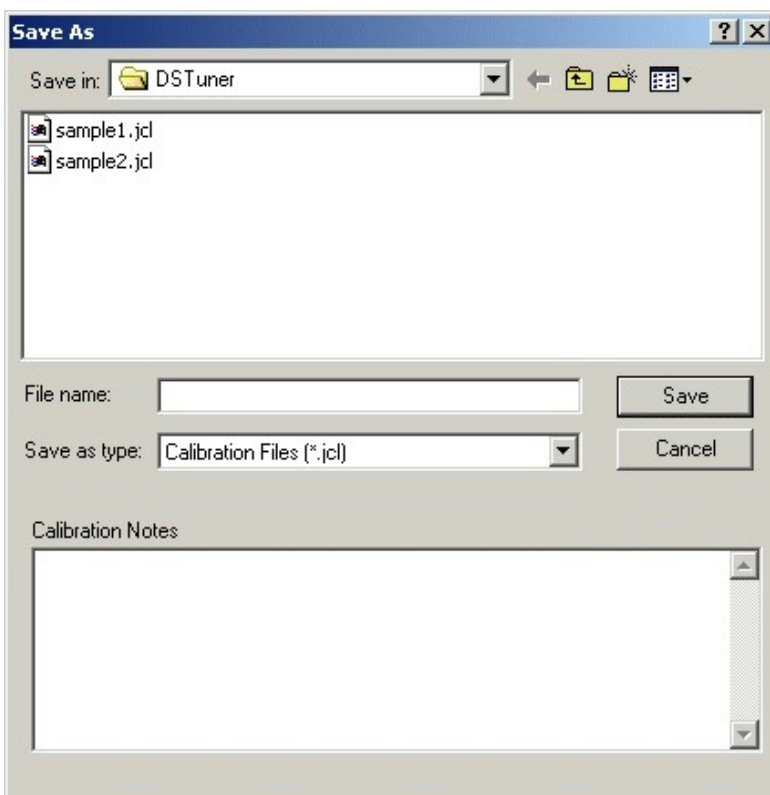 Save As
Save in: DSTuner
sample1.jcl
sample2.jcl
File name:
Save
Save as type: Calibration Files (*.jcl)
Cancel
Calibration Notes